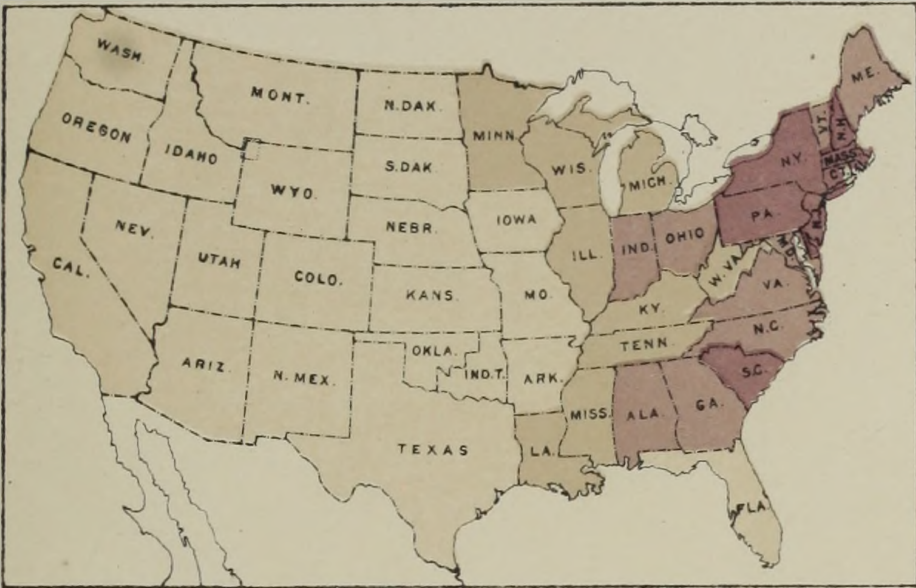 WASH.
MONT.
N.DAK.
MINN.
ME.
OREGON
IDAHO
S.DAK.
WIS.
MICH.
VT.
N.H.
N.Y.
MASS.
CT.
WYO.
NEBR.
IOWA
PA.
N.J.
NEV.
UTAH
COLO.
ILL.
IND.
OHIO
W.VA.
MD.
CAL.
KANS.
MO.
KY.
VA.
ARIZ.
N.MEX.
OKLA.
IND.T.
ARK.
TENN.
N.C.
S.C.
TEXAS
LA.
MISS.
ALA.
GA.
FLA.